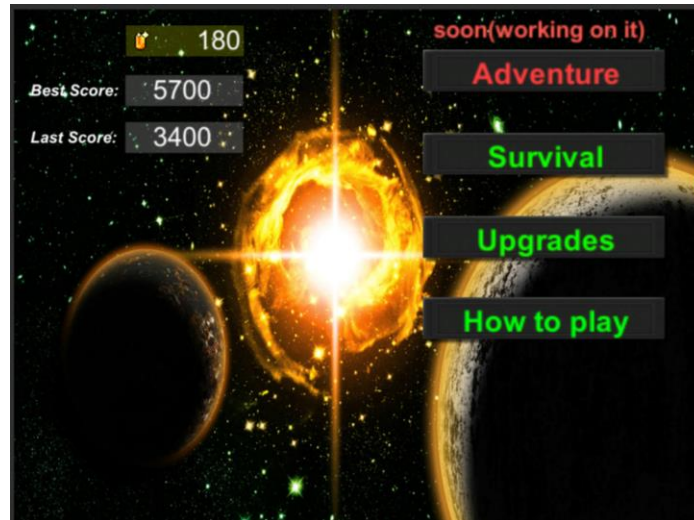 180
Best Score: 5700
Last Score: 3400
soon(working on it)
Adventure
Survival
Upgrades
How to play